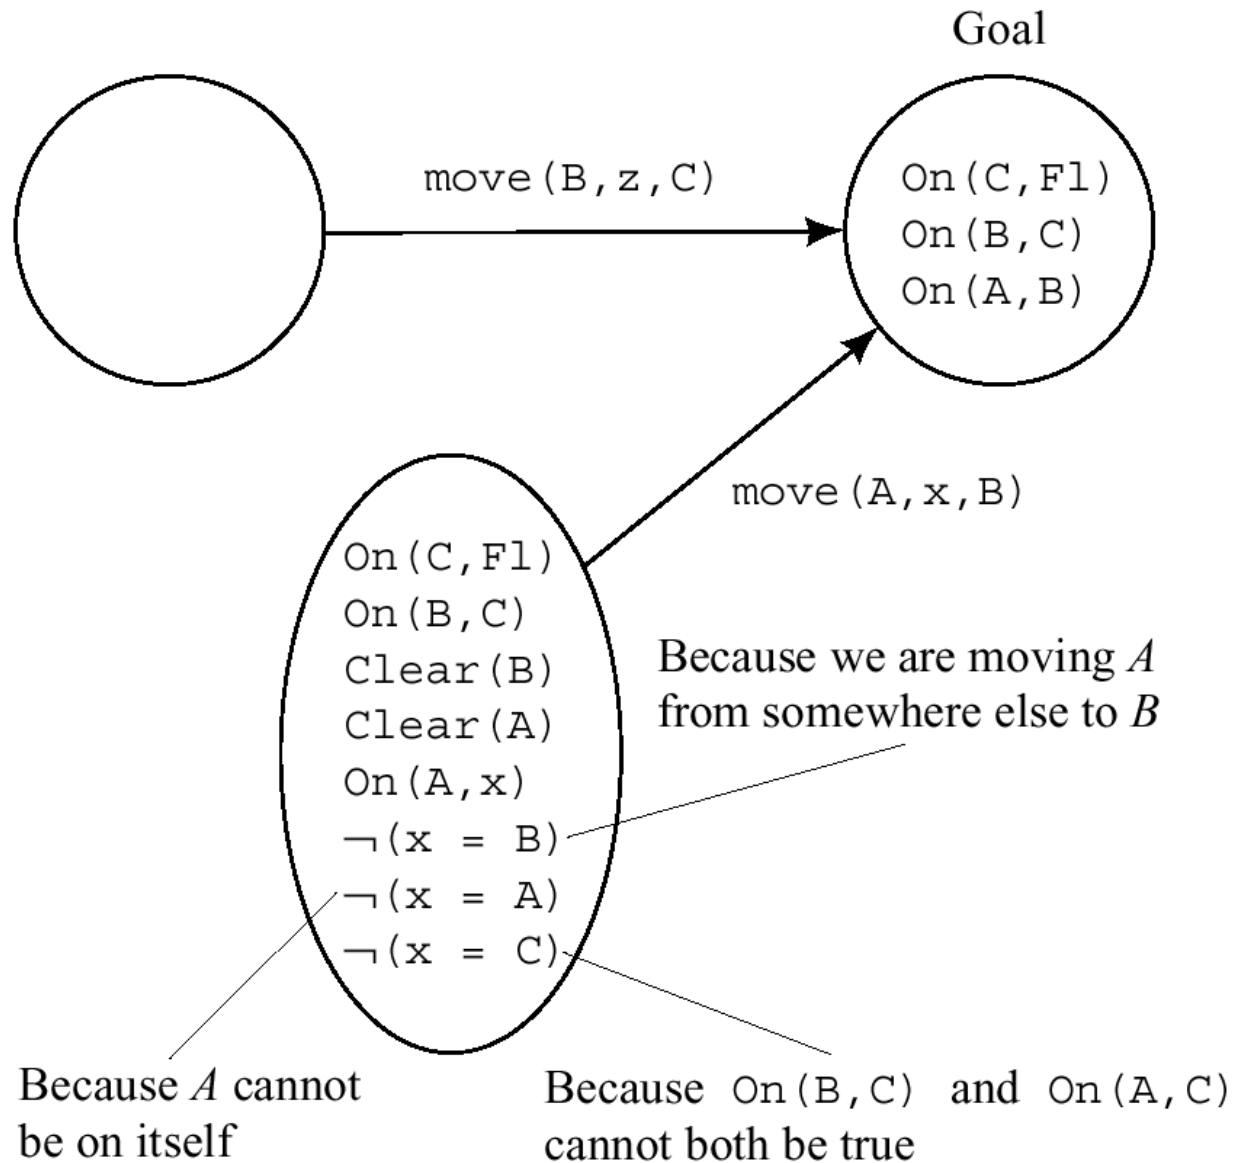 Goal
move(B,z,C)
On(C,Fl)
On(B,C)
On(A,B)
move(A,x,B)
On(C,Fl)
On(B,C)
Clear(B)
Clear(A)
On(A,x)
¬(x = B)
¬(x = A)
¬(x = C)
Because we are moving A
from somewhere else to B
Because A cannot
be on itself
Because On(B,C) and On(A,C)
cannot both be true